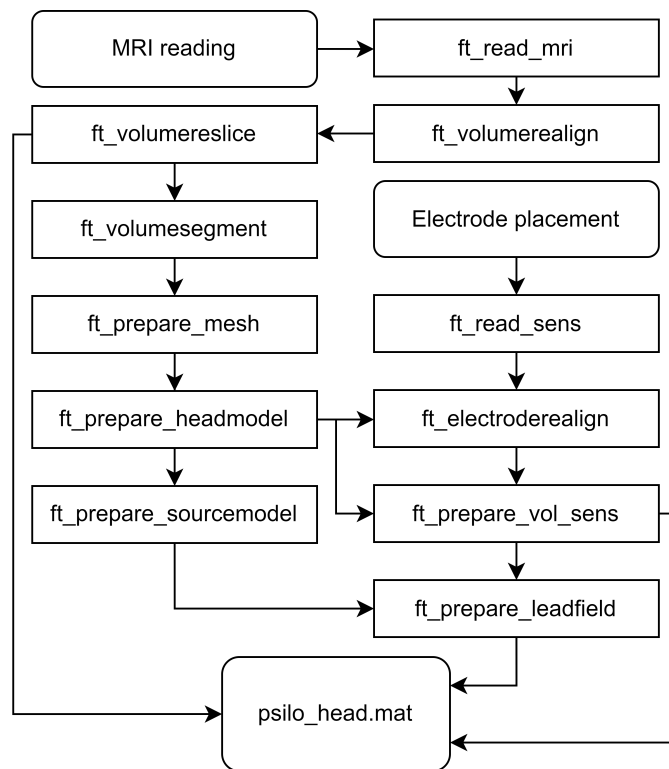 MRI reading
ft_read_mri
ft_volumereslice
ft_volumerealign
ft_volumesegment
Electrode placement
ft_prepare_mesh
ft_read_sens
ft_prepare_headmodel
ft_electroderealign
ft_prepare_sourcemodel
ft_prepare_vol_sens
ft_prepare_leadfield
psilo_head.mat